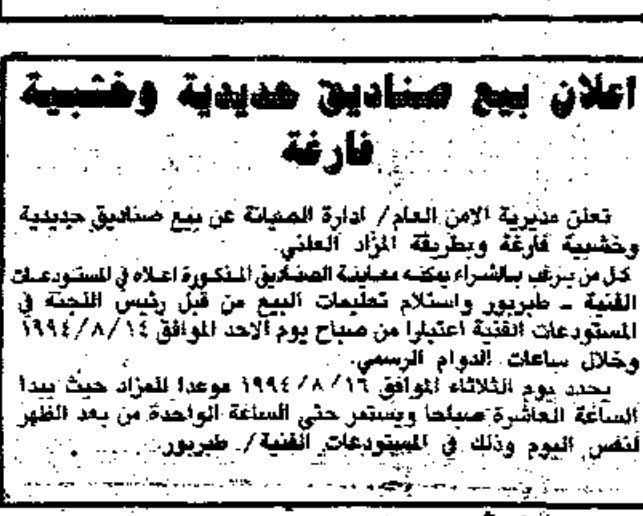 اعلان بيع صناديق حديدية وخشبية
فارغة
تعلن مديرية الامن العام / ادارة الصيانة عن بيع صناديق حديدية
وخشبية فارغة وبطريقة المزاد العلني.
كل من يرغب بالشراء يمكنه معاينة الصناديق المذكورة اعلاه في المستودعات
الفنية ـ طبربور واستلام تعليمات البيع من قبل رئيس اللجنة في
المستودعات الفنية اعتبارا من صباح يوم الاحد الموافق ١٩٩٤/٨/١٤
وخلال ساعات الدوام الرسمي.
يحدد يوم الثلاثاء الموافق ١٩٩٤/٨/١٦ موعدا للمزاد حيث يبدا
الساعة العاشرة صباحا ويستمر حتى الساعة الواحدة من بعد الظهر
لنفس اليوم وذلك في المستودعات الفنية / طبربور.